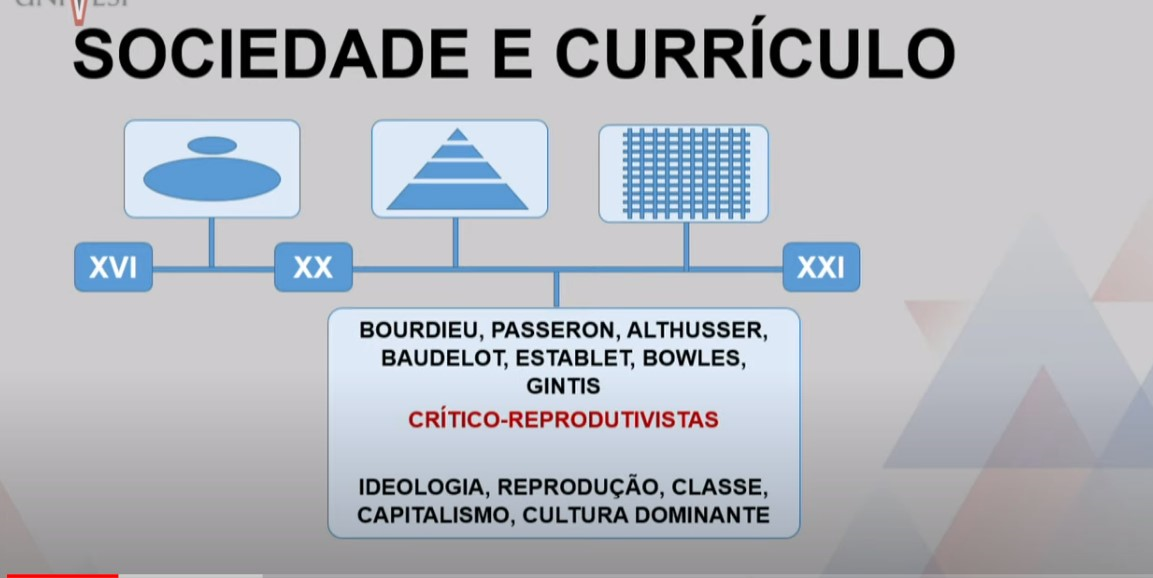 SOCIEDADE E CURRÍCULO
XVI
XX
XXI
BOURDIEU, PASSERON, ALTHUSSER,
BAUDELOT, ESTABLET, BOWLES,
GINTIS
CRÍTICO-REPRODUTIVISTAS
IDEOLOGIA, REPRODUÇÃO, CLASSE,
CAPITALISMO, CULTURA DOMINANTE